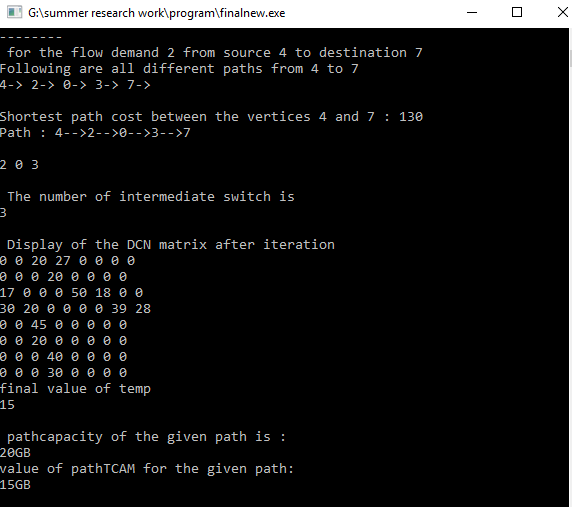 G:\summer research work\program\finalnew.exe
--------
for the flow demand 2 from source 4 to destination 7
Following are all different paths from 4 to 7
4-> 2-> 0-> 3-> 7->
Shortest path cost between the vertices 4 and 7 : 130
Path : 4-->2-->0-->3-->7
2 0 3
The number of intermediate switch is
3
Display of the DCN matrix after iteration
0 0 20 27 0 0 0 0
0 0 0 20 0 0 0 0
17 0 0 0 50 18 0 0
30 20 0 0 0 0 39 28
0 0 45 0 0 0 0 0
0 0 20 0 0 0 0 0
0 0 0 40 0 0 0 0
0 0 0 30 0 0 0 0
final value of temp
15
pathcapacity of the given path is :
20GB
value of pathTCAM for the given path:
15GB